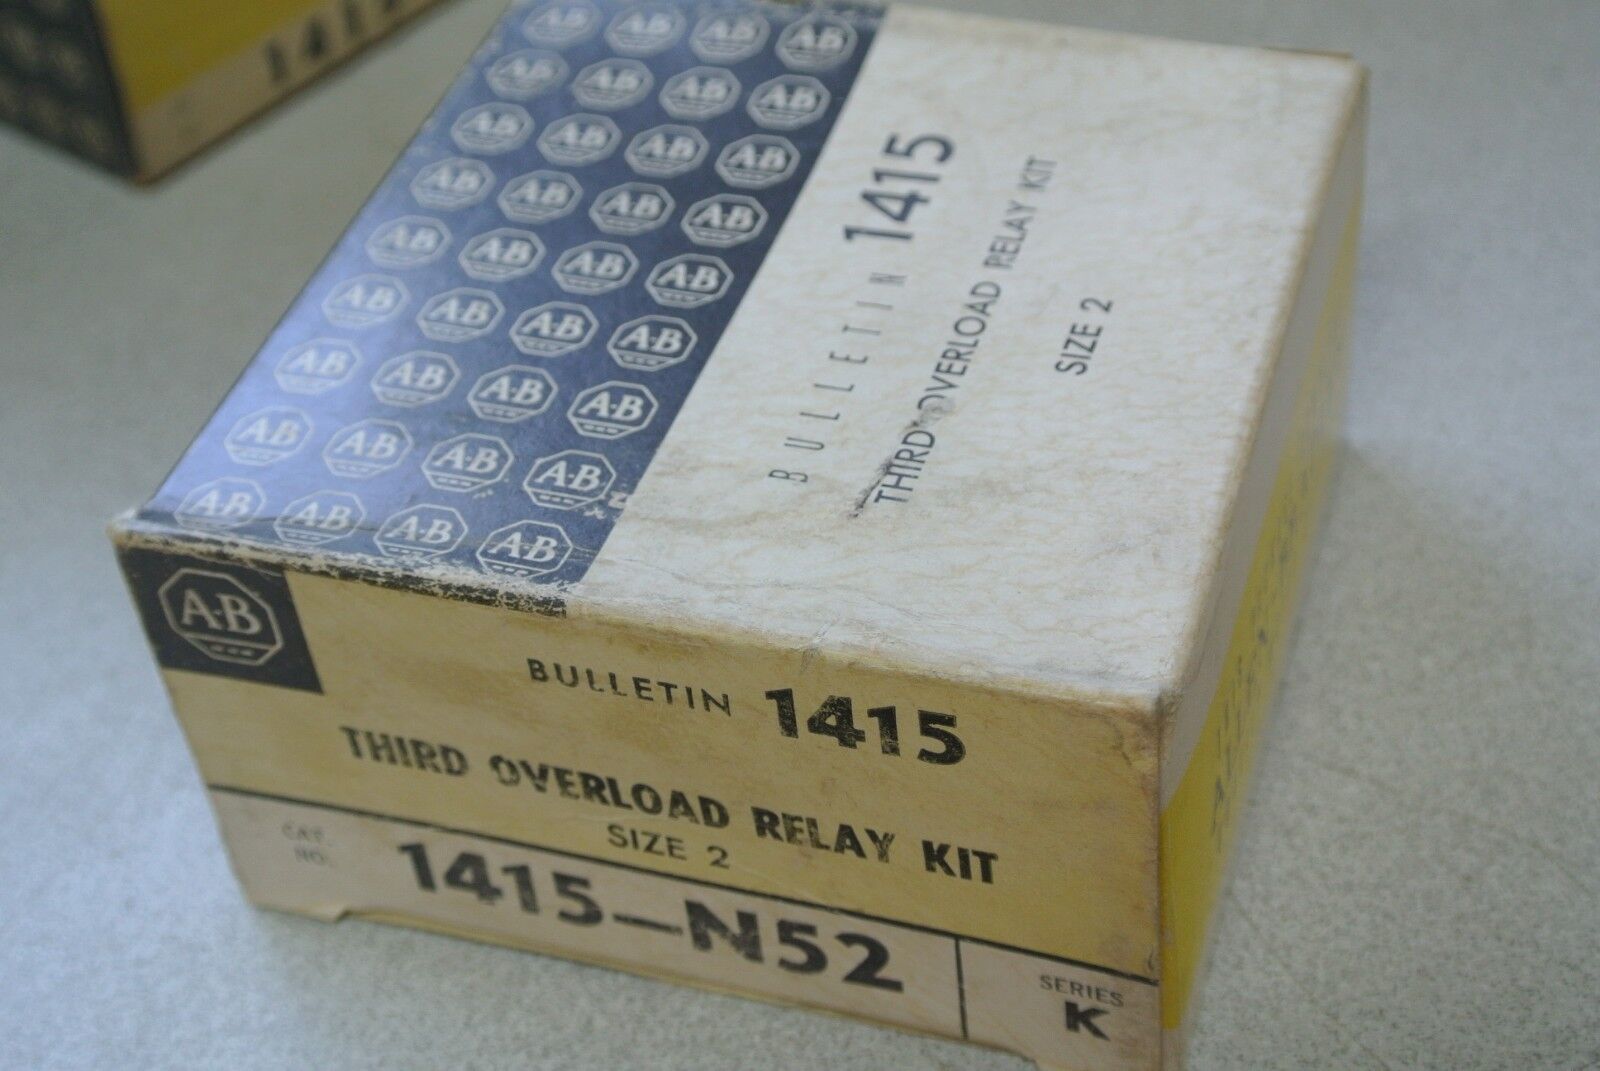 BULLETIN 1415
THIRD OVERLOAD RELAY KIT
SIZE 2
A-B
BULLETIN 1415
THIRD OVERLOAD RELAY KIT
SIZE 2
CAT. NO. 1415-N52
SERIES K